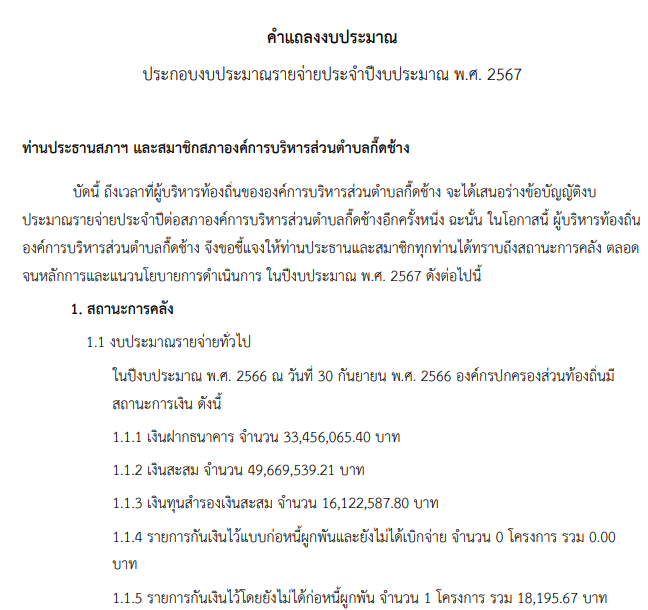 คำแถลงงบประมาณ
ประกอบงบประมาณรายจ่ายประจำปีงบประมาณ พ.ศ. 2567
ท่านประธานสภาฯ และสมาชิกสภาองค์การบริหารส่วนตำบลกื้ดช้าง
บัดนี้ ถึงเวลาที่ผู้บริหารท้องถิ่นขององค์การบริหารส่วนตำบลกื้ดช้าง จะได้เสนอร่างข้อบัญญัติงบ
ประมาณรายจ่ายประจำปีต่อสภาองค์การบริหารส่วนตำบลกื้ดช้างอีกครั้งหนึ่ง ฉะนั้น ในโอกาสนี้ ผู้บริหารท้องถิ่น
องค์การบริหารส่วนตำบลกื้ดช้าง จึงขอชี้แจงให้ท่านประธานและสมาชิกทุกท่านได้ทราบถึงสถานะการคลัง ตลอด
จนหลักการและแนวนโยบายการดำเนินการ ในปีงบประมาณ พ.ศ. 2567 ดังต่อไปนี้
1. สถานะการคลัง
1.1 งบประมาณรายจ่ายทั่วไป
ในปีงบประมาณ พ.ศ. 2566 ณ วันที่ 30 กันยายน พ.ศ. 2566 องค์กรปกครองส่วนท้องถิ่นมี
สถานะการเงิน ดังนี้
1.1.1 เงินฝากธนาคาร จำนวน 33,456,065.40 บาท
1.1.2 เงินสะสม จำนวน 49,669,539.21 บาท
1.1.3 เงินทุนสำรองเงินสะสม จำนวน 16,122,587.80 บาท
1.1.4 รายการกันเงินไว้แบบก่อหนี้ผูกพันและยังไม่ได้เบิกจ่าย จำนวน 0 โครงการ รวม 0.00
บาท
1.1.5 รายการกันเงินไว้โดยยังไม่ได้ก่อหนี้ผูกพัน จำนวน 1 โครงการ รวม 18,195.67 บาท